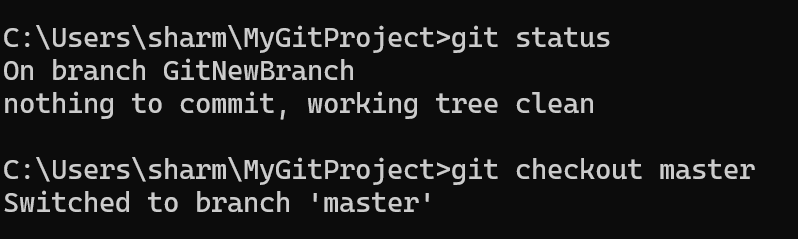 C:\Users\sharm\MyGitProject>git status
On branch GitNewBranch
nothing to commit, working tree clean
C:\Users\sharm\MyGitProject>git checkout master
Switched to branch 'master'